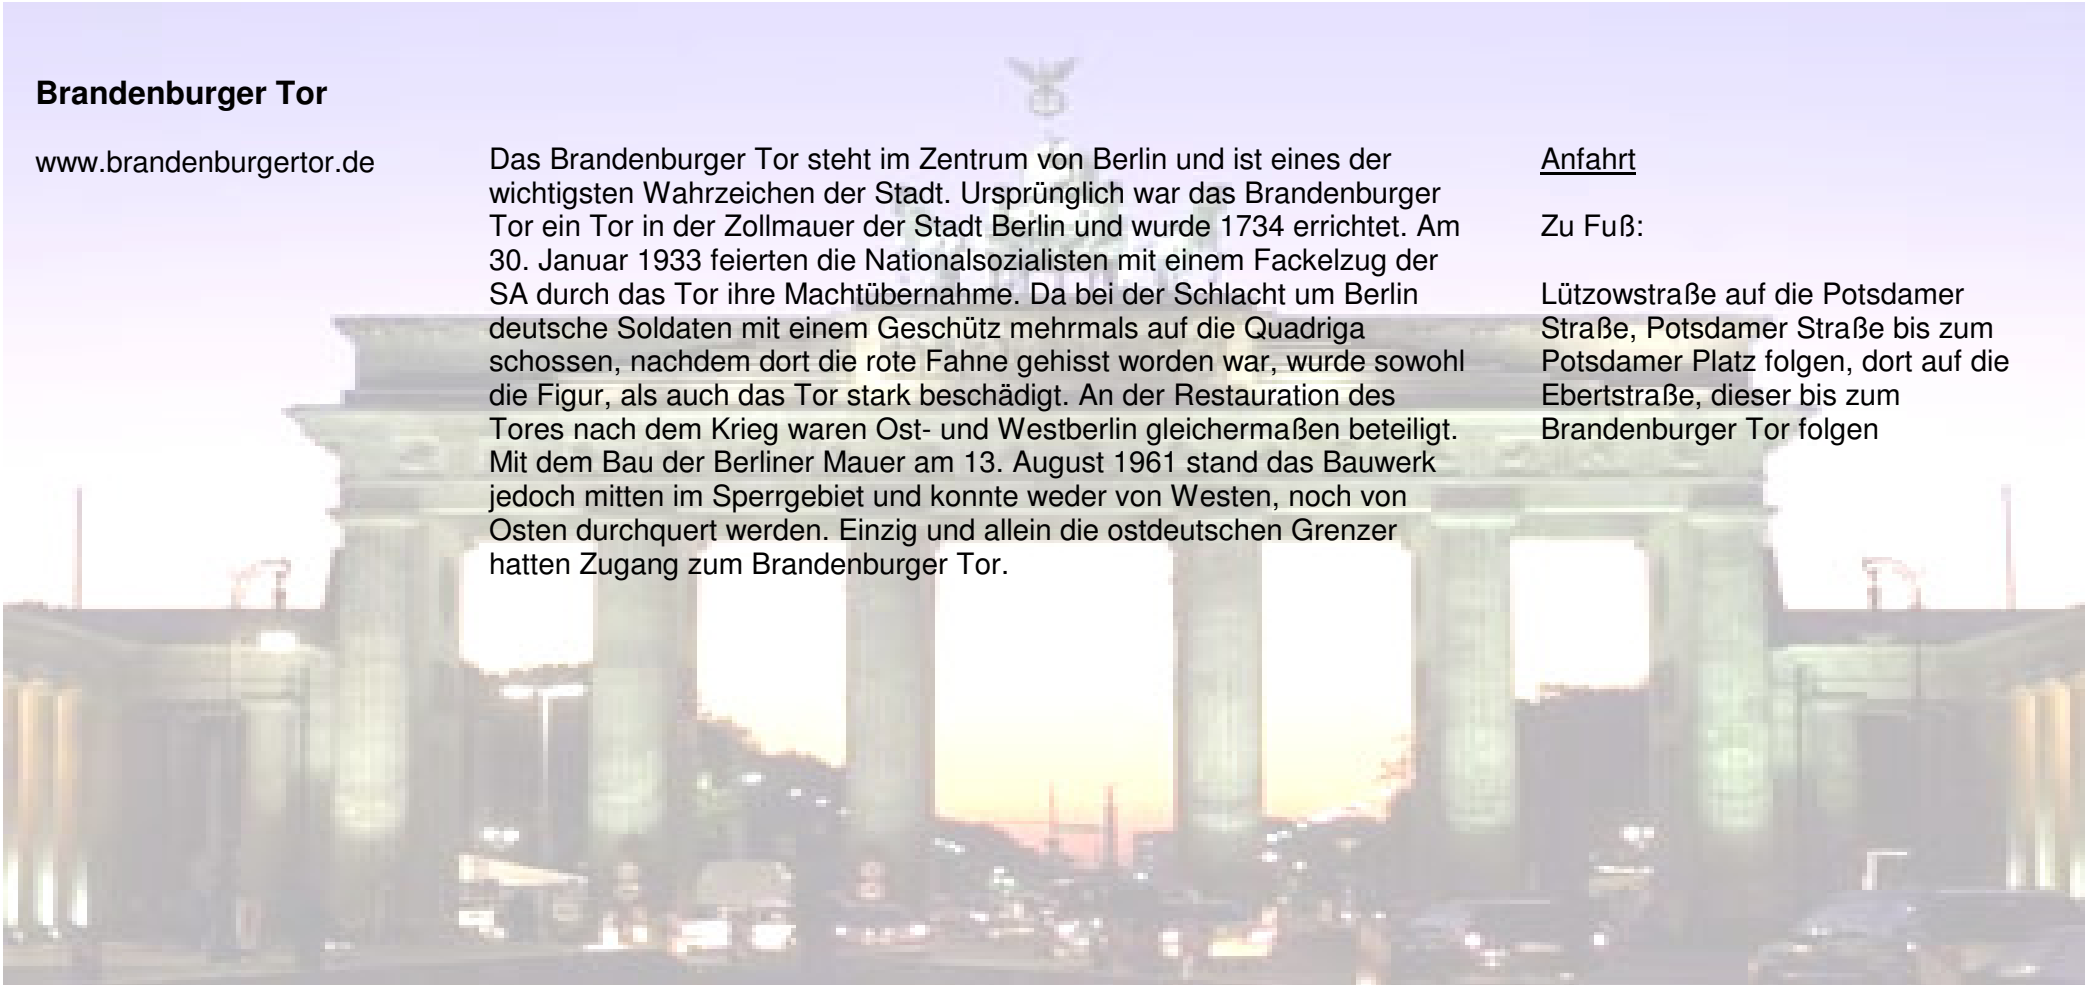 Brandenburger Tor
www.brandenburgertor.de
Das Brandenburger Tor steht im Zentrum von Berlin und ist eines der
wichtigsten Wahrzeichen der Stadt. Ursprünglich war das Brandenburger
Tor ein Tor in der Zollmauer der Stadt Berlin und wurde 1734 errichtet. Am
30. Januar 1933 feierten die Nationalsozialisten mit einem Fackelzug der
SA durch das Tor ihre Machtübernahme. Da bei der Schlacht um Berlin
deutsche Soldaten mit einem Geschütz mehrmals auf die Quadriga
schossen, nachdem dort die rote Fahne gehisst worden war, wurde sowohl
die Figur, als auch das Tor stark beschädigt. An der Restauration des
Tores nach dem Krieg waren Ost- und Westberlin gleichermaßen beteiligt.
Mit dem Bau der Berliner Mauer am 13. August 1961 stand das Bauwerk
jedoch mitten im Sperrgebiet und konnte weder von Westen, noch von
Osten durchquert werden. Einzig und allein die ostdeutschen Grenzer
hatten Zugang zum Brandenburger Tor.
Anfahrt
Zu Fuß:
Lützowstraße auf die Potsdamer
Straße, Potsdamer Straße bis zum
Potsdamer Platz folgen, dort auf die
Ebertstraße, dieser bis zum
Brandenburger Tor folgen